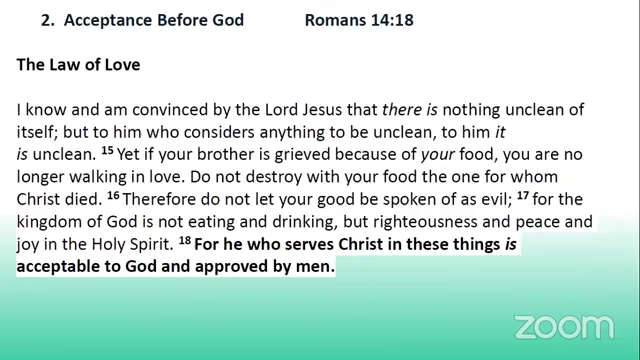 2. Acceptance Before God Romans 14:18
The Law of Love
I know and am convinced by the Lord Jesus that there is nothing unclean of
itself; but to him who considers anything to be unclean, to him it
is unclean. 15 Yet if your brother is grieved because of your food, you are no
longer walking in love. Do not destroy with your food the one for whom
Christ died. 16 Therefore do not let your good be spoken of as evil; 17 for the
kingdom of God is not eating and drinking, but righteousness and peace and
joy in the Holy Spirit. 18 For he who serves Christ in these things is
acceptable to God and approved by men.
zoom